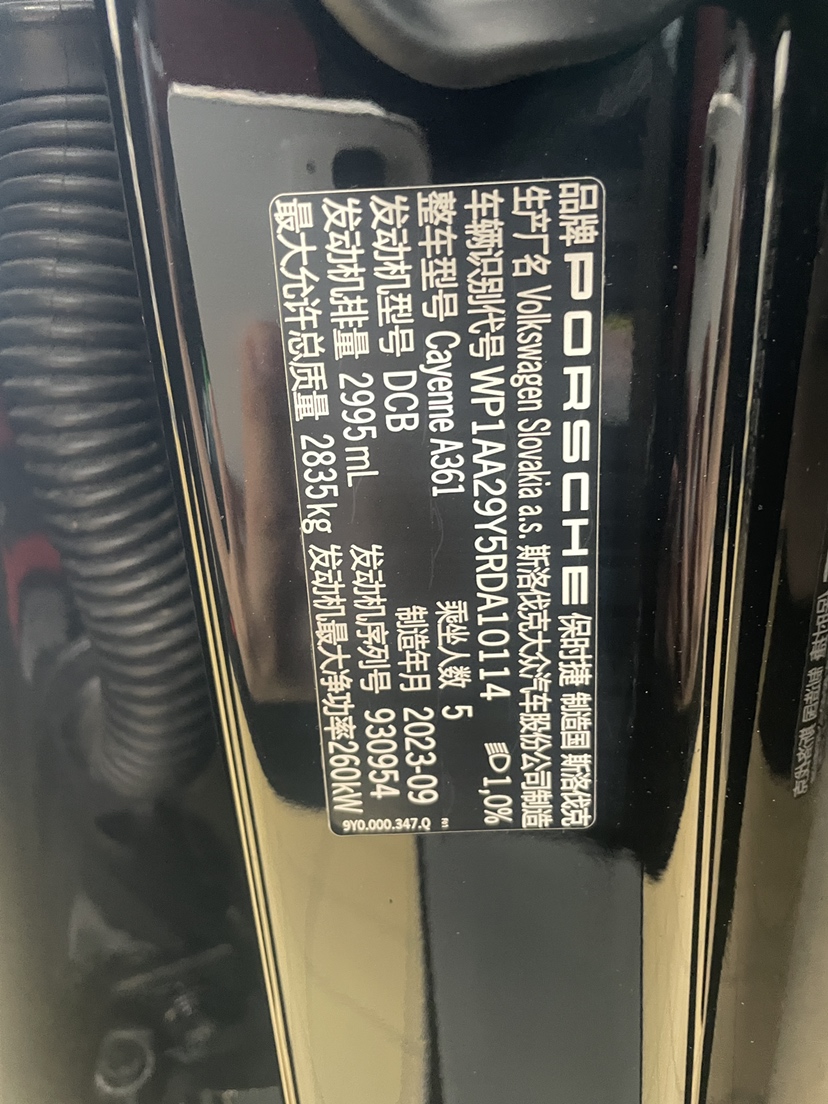 品牌 PORSCHE 保时捷 制造国 斯洛伐克
生产厂名 Volkswagen Slovakia a.s. 斯洛伐克大众汽车股份公司制造
车辆识别代号 WP1AA29Y5RDA10114 1,0%
整车型号 Cayenne A361 乘坐人数 5
发动机型号 DCB 制造年月 2023-09
发动机排量 2995 mL 发动机序列号 930954
最大允许总质量 2835 kg 发动机最大净功率260kW
9Y0.000.347.Q